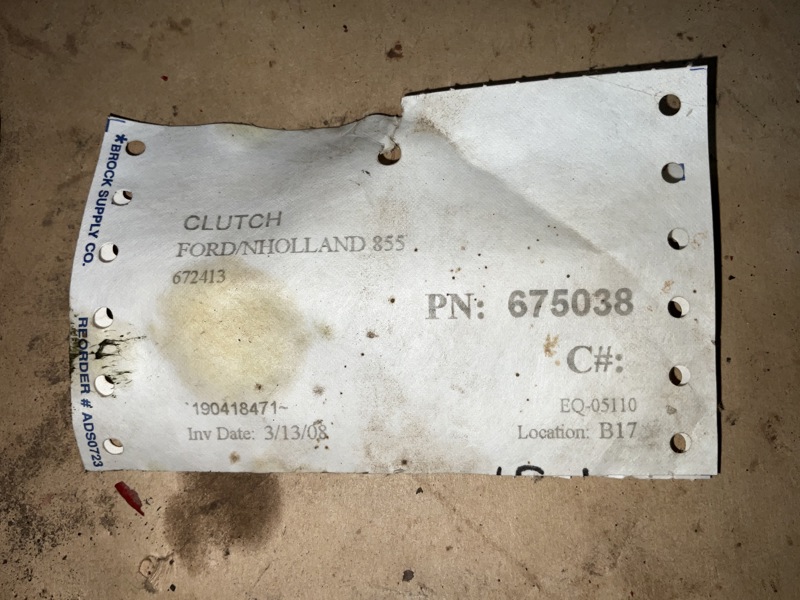 *BROCK SUPPLY CO.
REORDER # ADS0723
CLUTCH
FORD/NHOLLAND 855
672413
PN: 675038
C#:
`190418471~
EQ-05110
Inv Date: 3/13/08
Location: B17